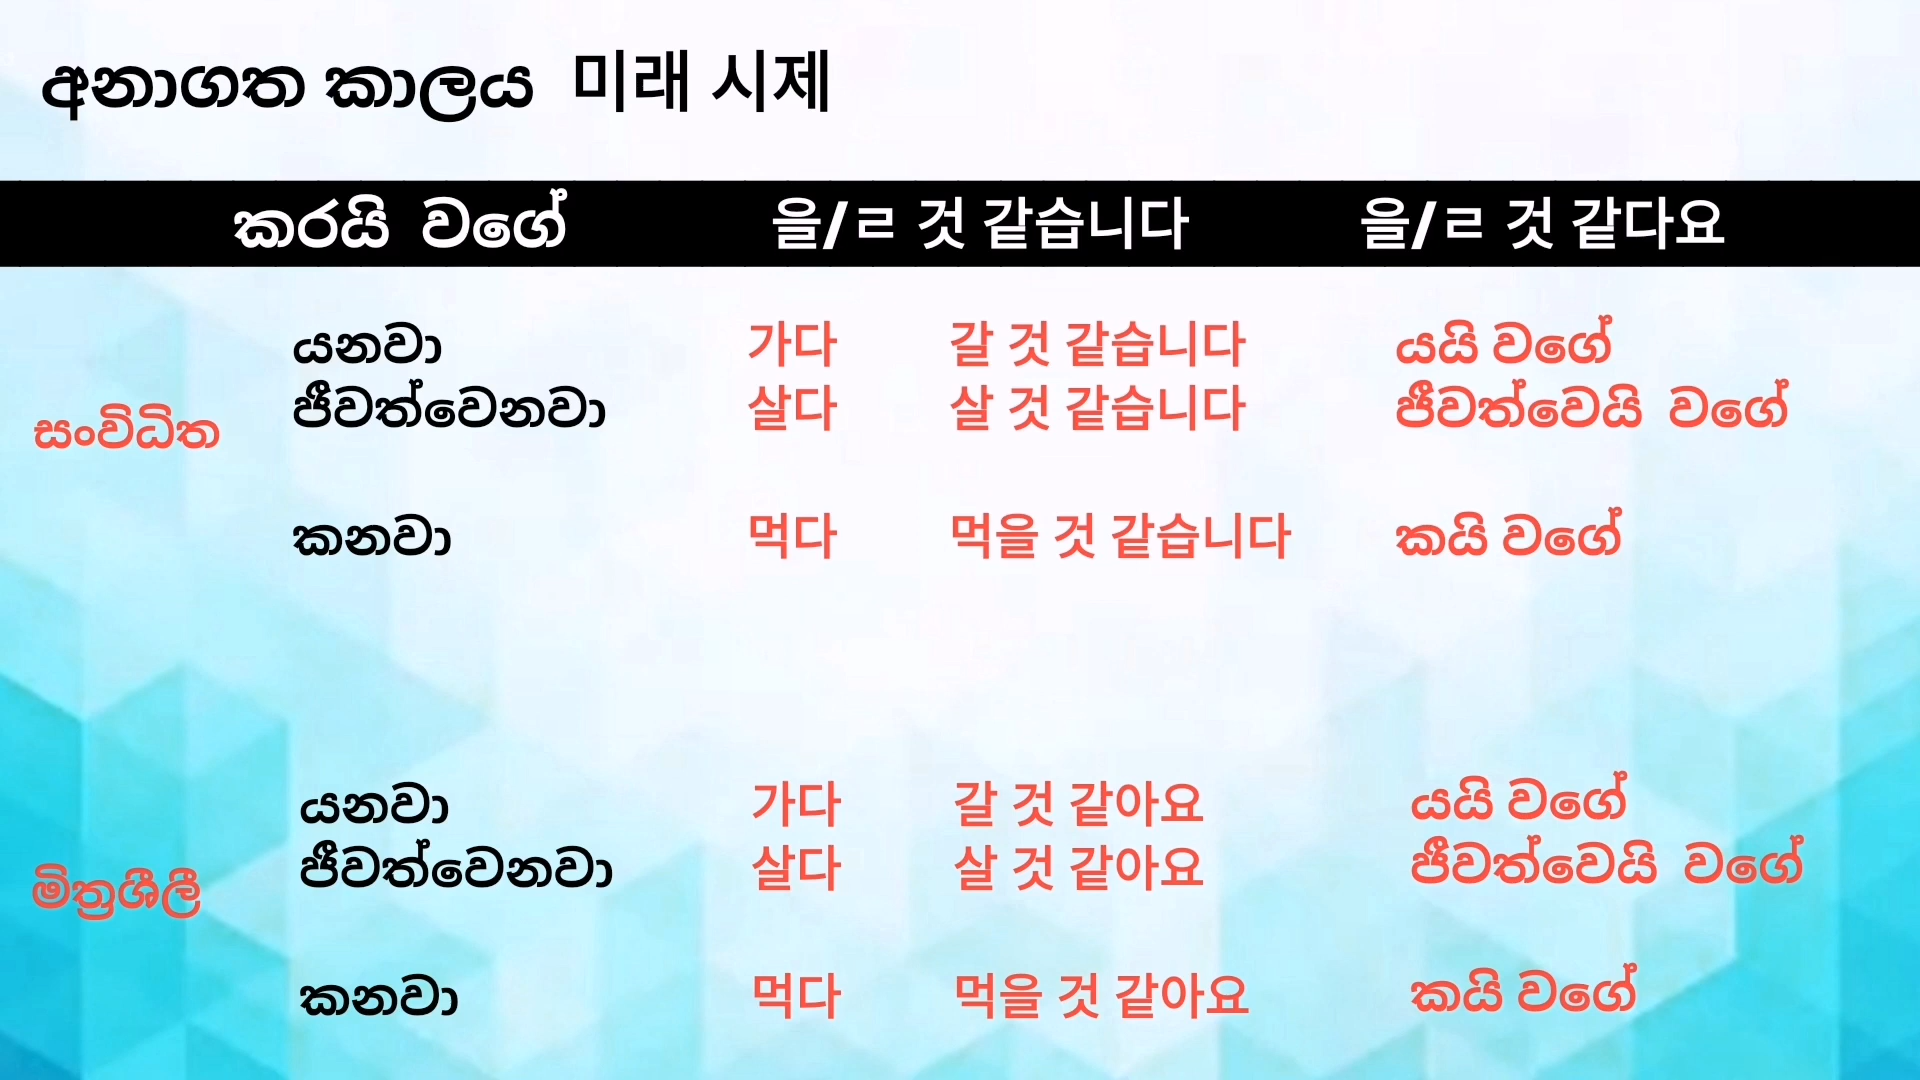 අනාගත කාලය 미래 시제
කරයි වගේ 을/ㄹ 것 같습니다 을/ㄹ 것 같다요
යනවා 가다 갈 것 같습니다 යයි වගේ
ජීවත්වෙනවා 살다 살 것 같습니다 ජීවත්වෙයි වගේ
සංවිධිත
කනවා 먹다 먹을 것 같습니다 කයි වගේ
යනවා 가다 갈 것 같아요 යයි වගේ
ජීවත්වෙනවා 살다 살 것 같아요 ජීවත්වෙයි වගේ
මිත්‍රශීලී
කනවා 먹다 먹을 것 같아요 කයි වගේ